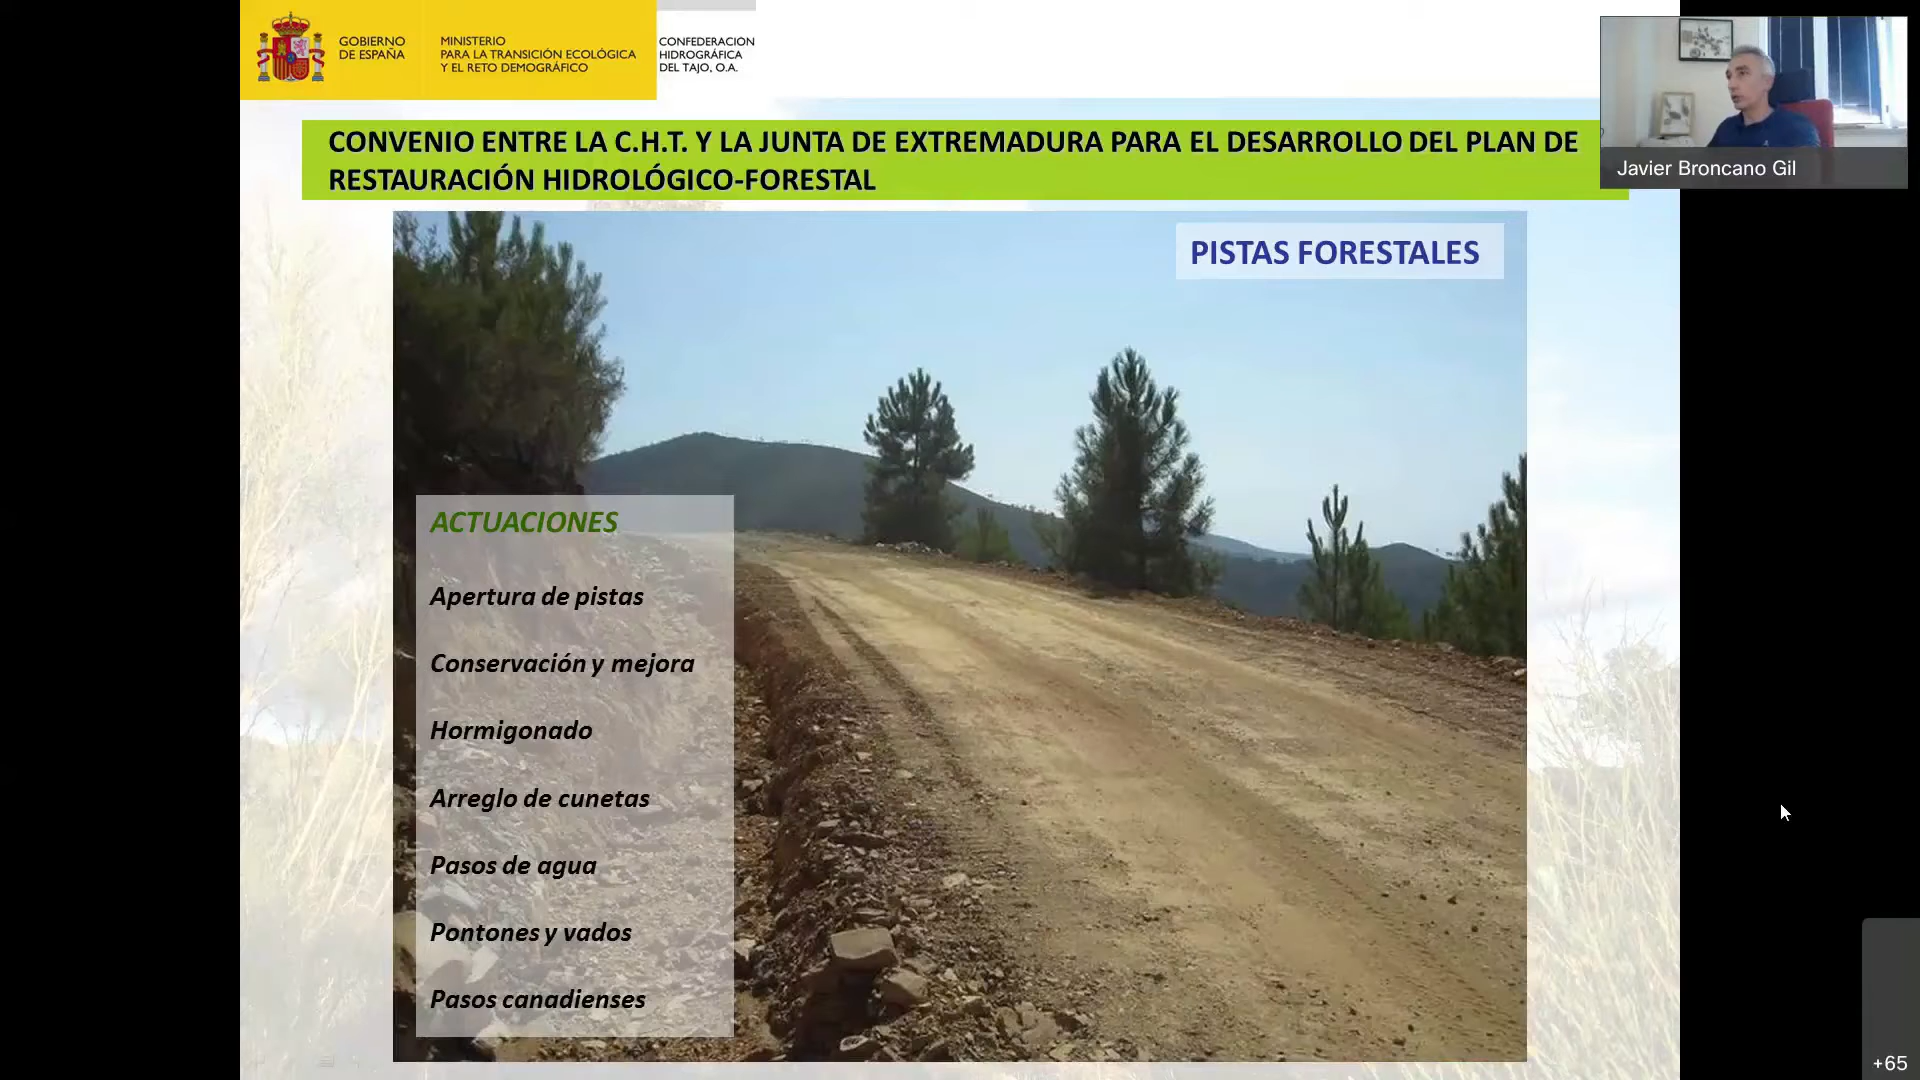 GOBIERNO
DE ESPAÑA
MINISTERIO
PARA LA TRANSICIÓN ECOLÓGICA
Y EL RETO DEMOGRÁFICO
CONFEDERACION
HIDROGRÁFICA
DEL TAJO, O.A.
CONVENIO ENTRE LA C.H.T. Y LA JUNTA DE EXTREMADURA PARA EL DESARROLLO DEL PLAN DE
RESTAURACIÓN HIDROLÓGICO-FORESTAL
Javier Broncano Gil
PISTAS FORESTALES
ACTUACIONES
Apertura de pistas
Conservación y mejora
Hormigonado
Arreglo de cunetas
Pasos de agua
Pontones y vados
Pasos canadienses
+65